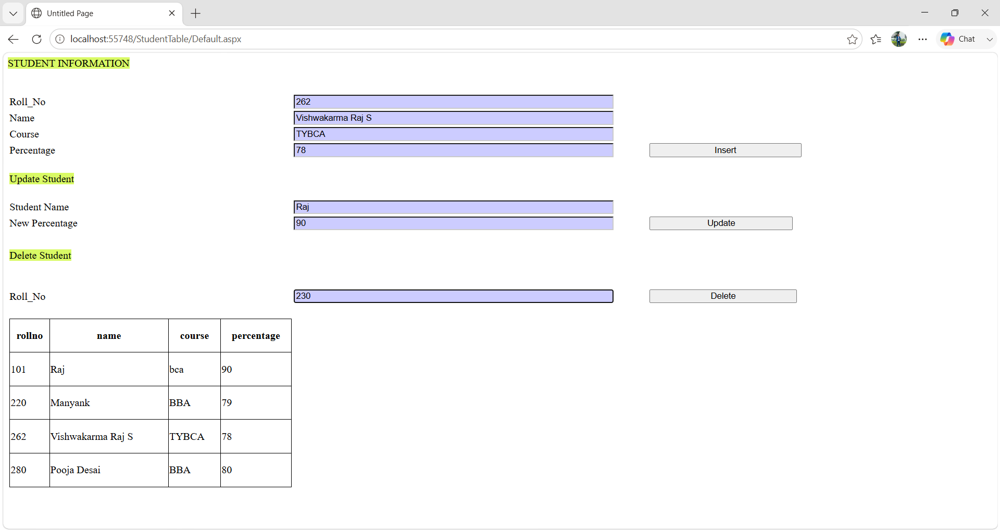 Untitled Page
localhost:55748/StudentTable/Default.aspx
Chat
STUDENT INFORMATION
Roll_No 262
Name Vishwakarma Raj S
Course TYBCA
Percentage 78 Insert
Update Student
Student Name Raj
New Percentage 90 Update
Delete Student
Roll_No 230 Delete
rollno name course percentage
101 Raj bca 90
220 Manyank BBA 79
262 Vishwakarma Raj S TYBCA 78
280 Pooja Desai BBA 80